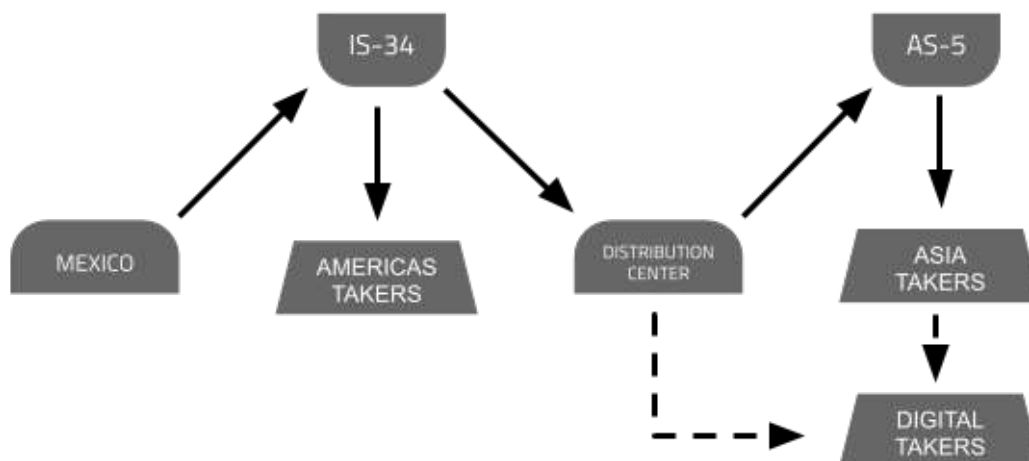 IS-34
AS-5
MEXICO
AMERICAS
TAKERS
DISTRIBUTION
CENTER
ASIA
TAKERS
DIGITAL
TAKERS